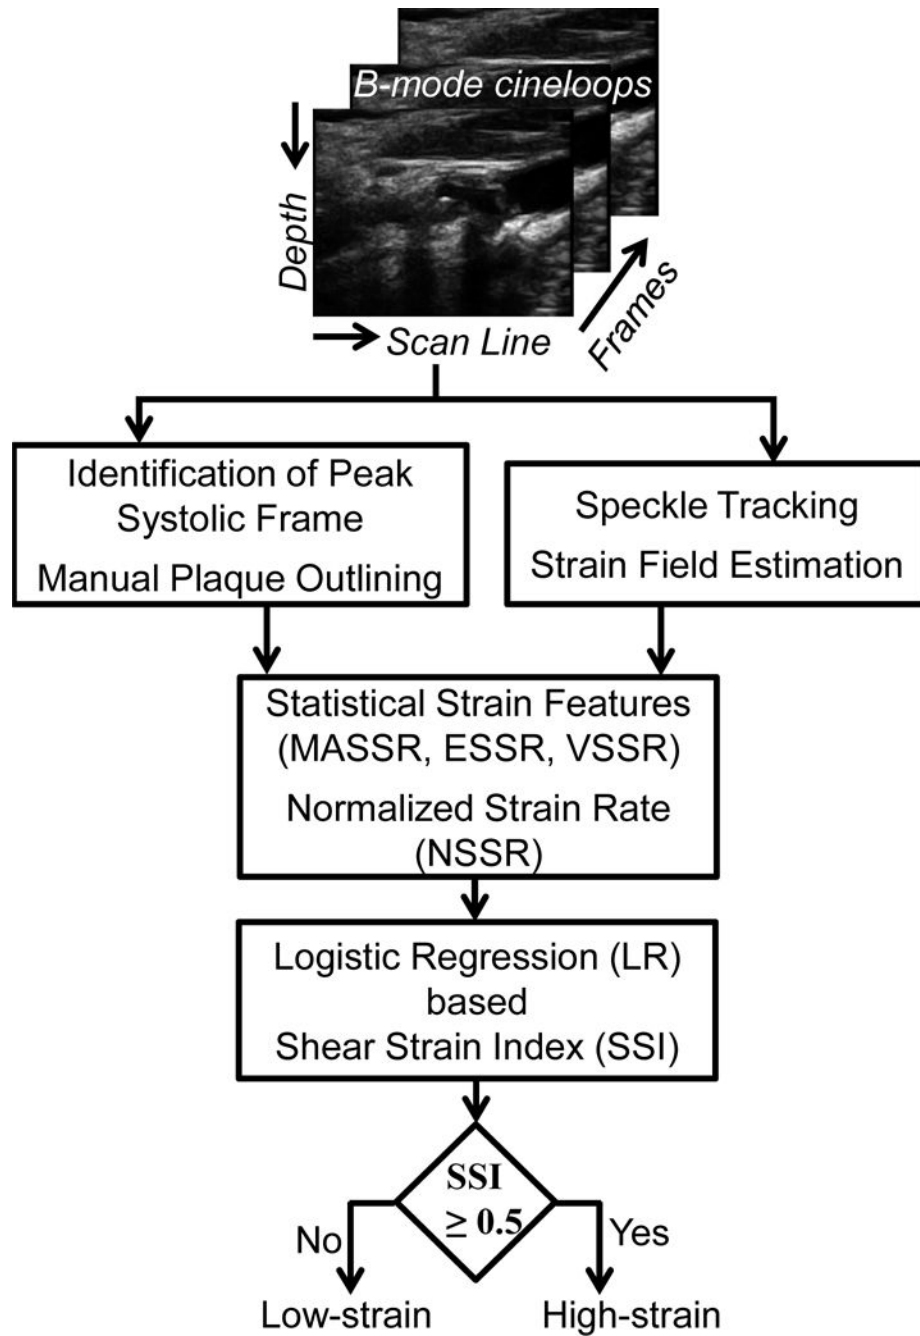 B-mode cineloops
Depth
Scan Line
Frames
Identification of Peak
Systolic Frame
Manual Plaque Outlining
Speckle Tracking
Strain Field Estimation
Statistical Strain Features
(MASSR, ESSR, VSSR)
Normalized Strain Rate
(NSSR)
Logistic Regression (LR)
based
Shear Strain Index (SSI)
SSI
≥ 0.5
No
Yes
Low-strain
High-strain